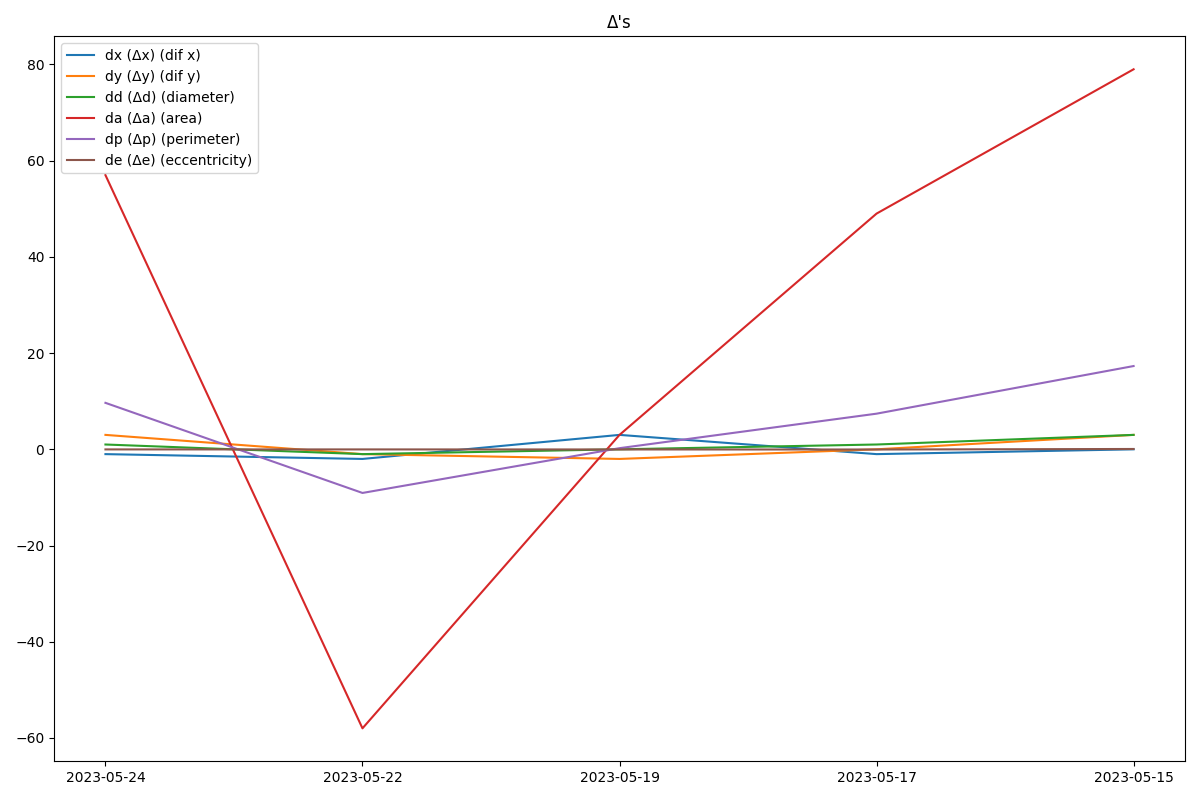 Δ's
dx (Δx) (dif x)
dy (Δy) (dif y)
dd (Δd) (diameter)
da (Δa) (area)
dp (Δp) (perimeter)
de (Δe) (eccentricity)
80
60
40
20
0
−20
−40
−60
2023-05-24 2023-05-22 2023-05-19 2023-05-17 2023-05-15